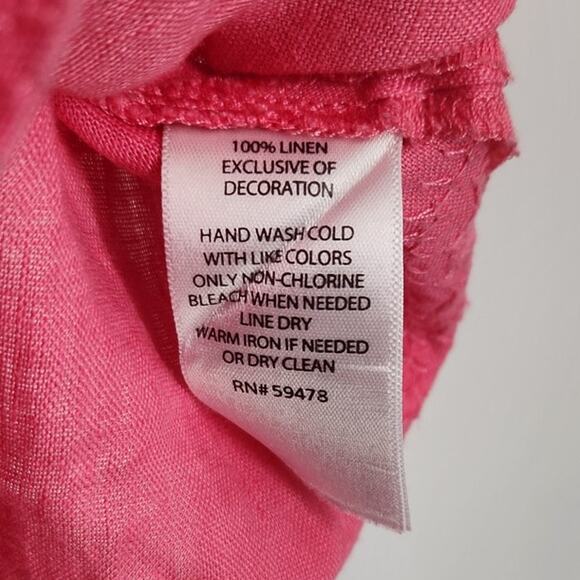 100% LINEN
EXCLUSIVE OF
DECORATION
HAND WASH COLD
WITH LIKE COLORS
ONLY NON-CHLORINE
BLEACH WHEN NEEDED
LINE DRY
WARM IRON IF NEEDED
OR DRY CLEAN
RN# 59478